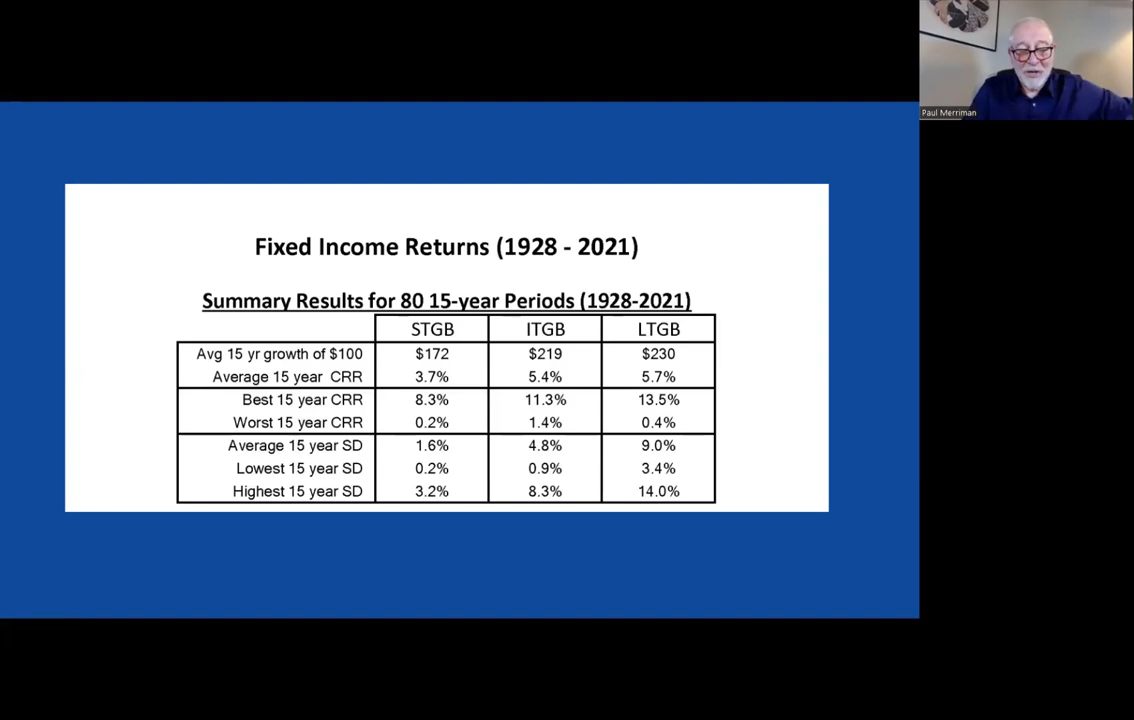 Paul Merriman
Fixed Income Returns (1928 - 2021)
Summary Results for 80 15-year Periods (1928-2021)
STGB ITGB LTGB
Avg 15 yr growth of $100 $172 $219 $230
Average 15 year CRR 3.7% 5.4% 5.7%
Best 15 year CRR 8.3% 11.3% 13.5%
Worst 15 year CRR 0.2% 1.4% 0.4%
Average 15 year SD 1.6% 4.8% 9.0%
Lowest 15 year SD 0.2% 0.9% 3.4%
Highest 15 year SD 3.2% 8.3% 14.0%